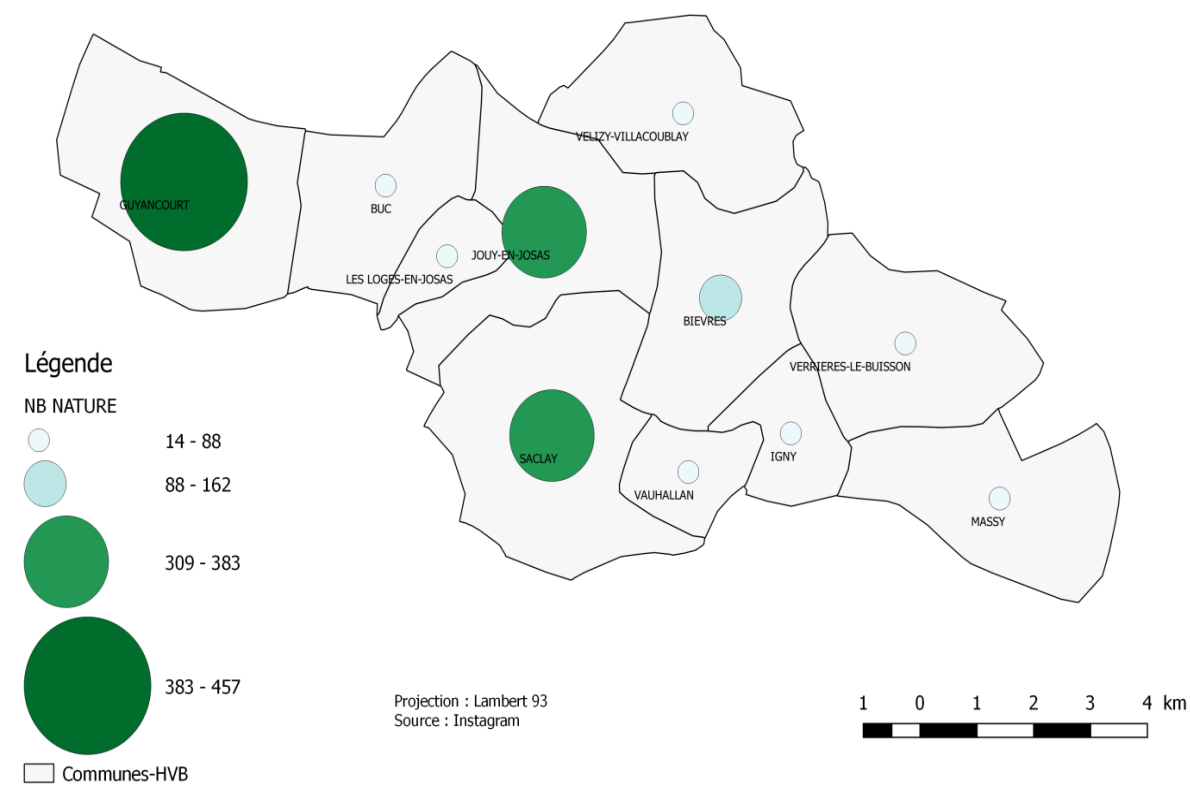 VELIZY-VILLACOUBLAY
GUYANCOURT
BUC
JOUY-EN-JOSAS
LES LOGES-EN-JOSAS
BIEVRES
VERRIERES-LE-BUISSON
SACLAY
IGNY
VAUHALLAN
MASSY
Légende
NB NATURE
14 - 88
88 - 162
309 - 383
383 - 457
Communes-HVB
Projection : Lambert 93
Source : Instagram
1 0 1 2 3 4 km